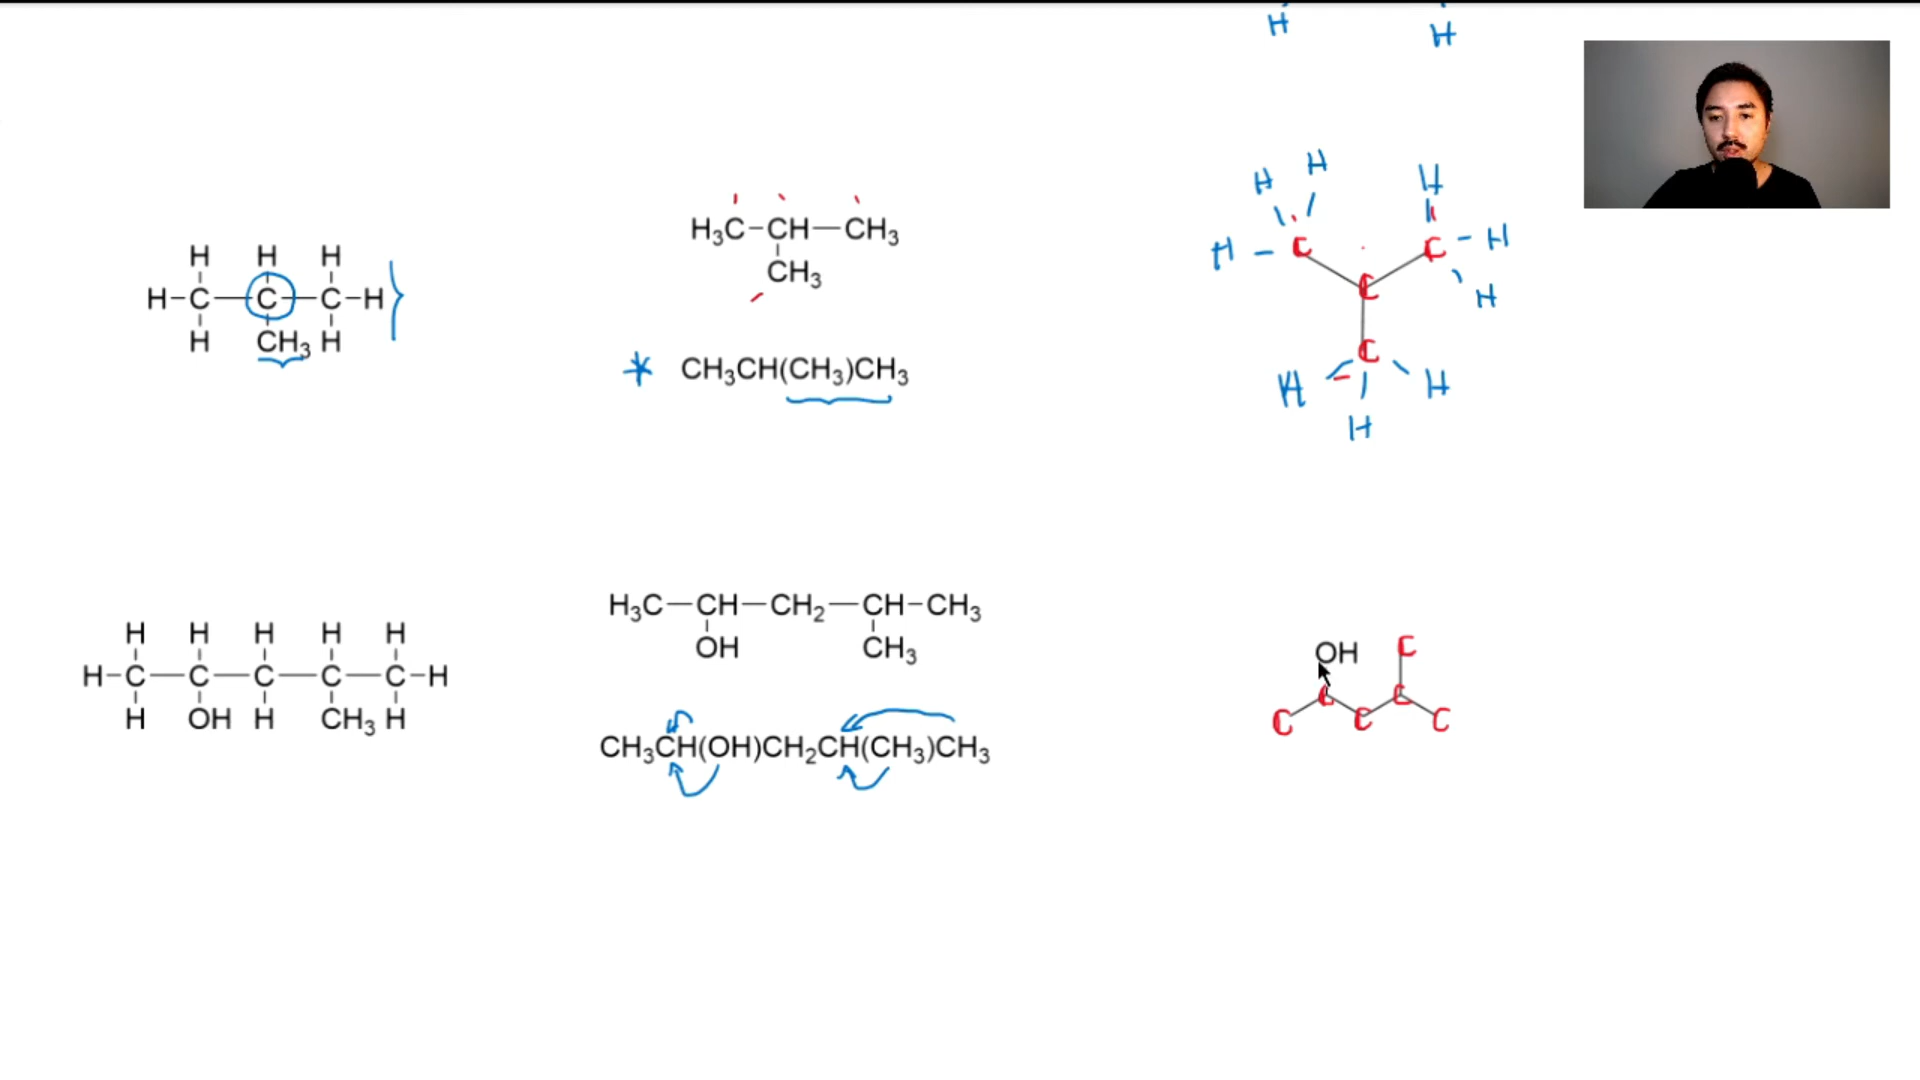 H H
H H H
H-C—C—C-H
H CH₃ H
H₃C-CH—CH₃
CH₃
* CH₃CH(CH₃)CH₃
H H H
H - C C - H
C H
C
H H
H
H H H H H
H-C—C—C—C—C-H
H OH H CH₃ H
H₃C—CH—CH₂—CH-CH₃
OH CH₃
CH₃CH(OH)CH₂CH(CH₃)CH₃
OH C
C C
C C C